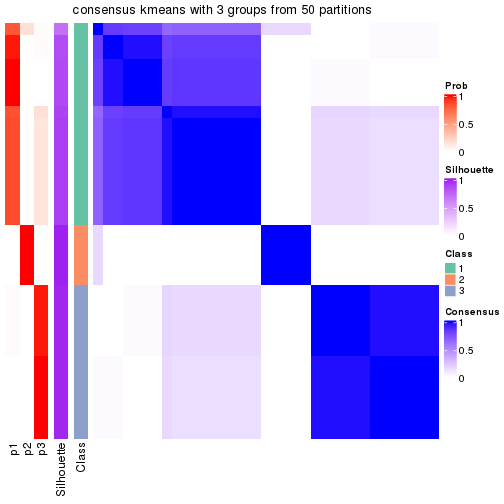 consensus kmeans with 3 groups from 50 partitions
Prob
1
0.5
0
Silhouette
1
0.5
0
Class
1
2
3
Consensus
1
0.5
0
p1
p2
p3
Silhouette
Class